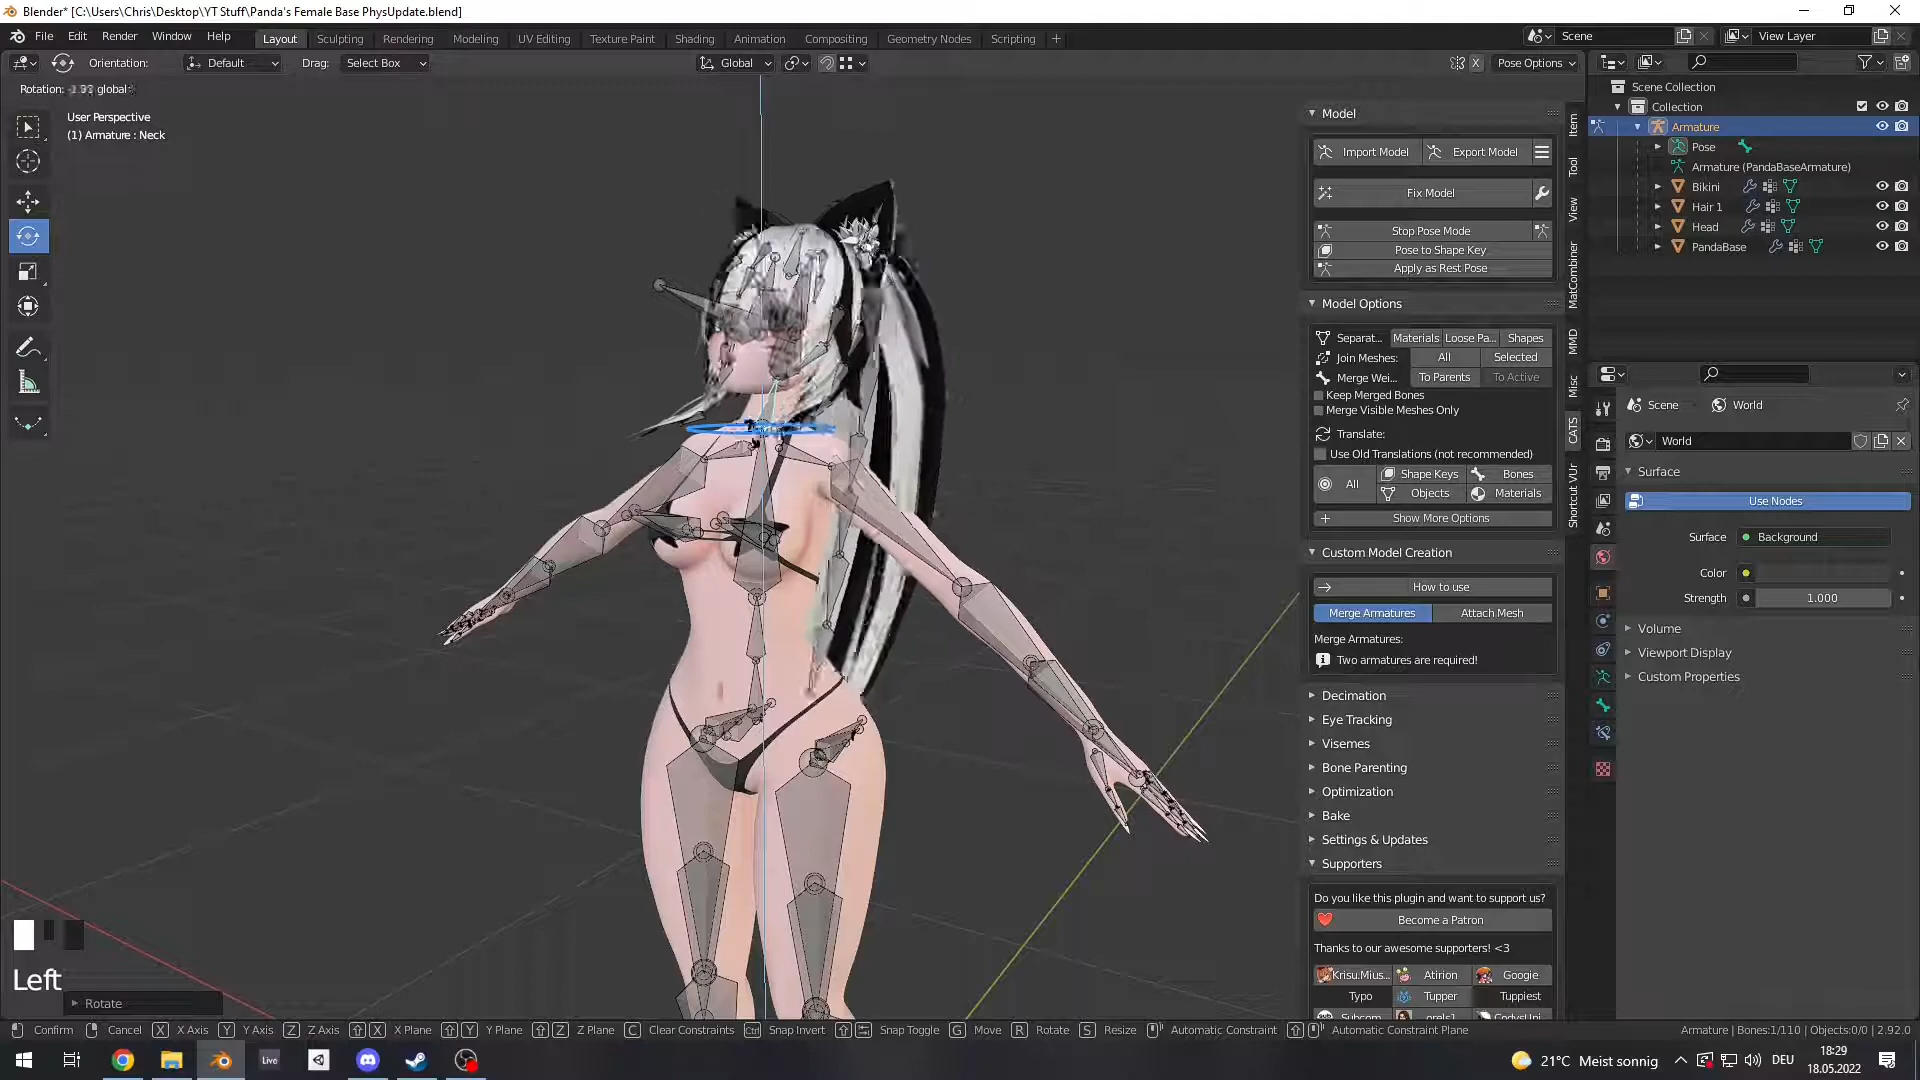 Blender* [C:\Users\Chris\Desktop\YT Stuff\Panda's Female Base PhysUpdate.blend]
File Edit Render Window Help
Layout Sculpting Rendering Modeling UV Editing Texture Paint Shading Animation Compositing Geometry Nodes Scripting +
Scene
View Layer
Orientation: Default Drag: Select Box
Global
X Pose Options
global
User Perspective
(1) Armature : Neck
Scene Collection
Collection
Armature
Pose
Armature (PandaBaseArmature)
Bikini
Hair 1
Head
PandaBase
Model
Import Model Export Model
Fix Model
Stop Pose Mode
Pose to Shape Key
Apply as Rest Pose
Model Options
Separat... Materials Loose Pa... Shapes
Join Meshes: All Selected
Merge Wei... To Parents To Active
Keep Merged Bones
Merge Visible Meshes Only
Translate:
Use Old Translations (not recommended)
All Shape Keys Bones
Objects Materials
Show More Options
Custom Model Creation
How to use
Merge Armatures Attach Mesh
Merge Armatures:
Two armatures are required!
Decimation
Eye Tracking
Visemes
Bone Parenting
Optimization
Bake
Settings & Updates
Supporters
Do you like this plugin and want to support us?
Become a Patron
Thanks to our awesome supporters! <3
Krisu.Mius... Atirion Googie
Typo Tupper Tuppiest
Item
Tool
View
MatCombiner
MMD
Misc
CATS
Shortcut VUr
Scene World
World
Surface
Use Nodes
Surface Background
Color
Strength 1.000
Volume
Viewport Display
Custom Properties
Left
Rotate
Confirm Cancel X X Axis Y Y Axis Z Z Axis X X Plane Y Y Plane Z Z Plane C Clear Constraints Ctrl Snap Invert Snap Toggle G Move R Rotate S Resize Automatic Constraint Automatic Constraint Plane
Armature | Bones:1/110 | Objects:0/0 | 2.92.0
Live
21°C Meist sonnig
DEU
18:29
18.05.2022